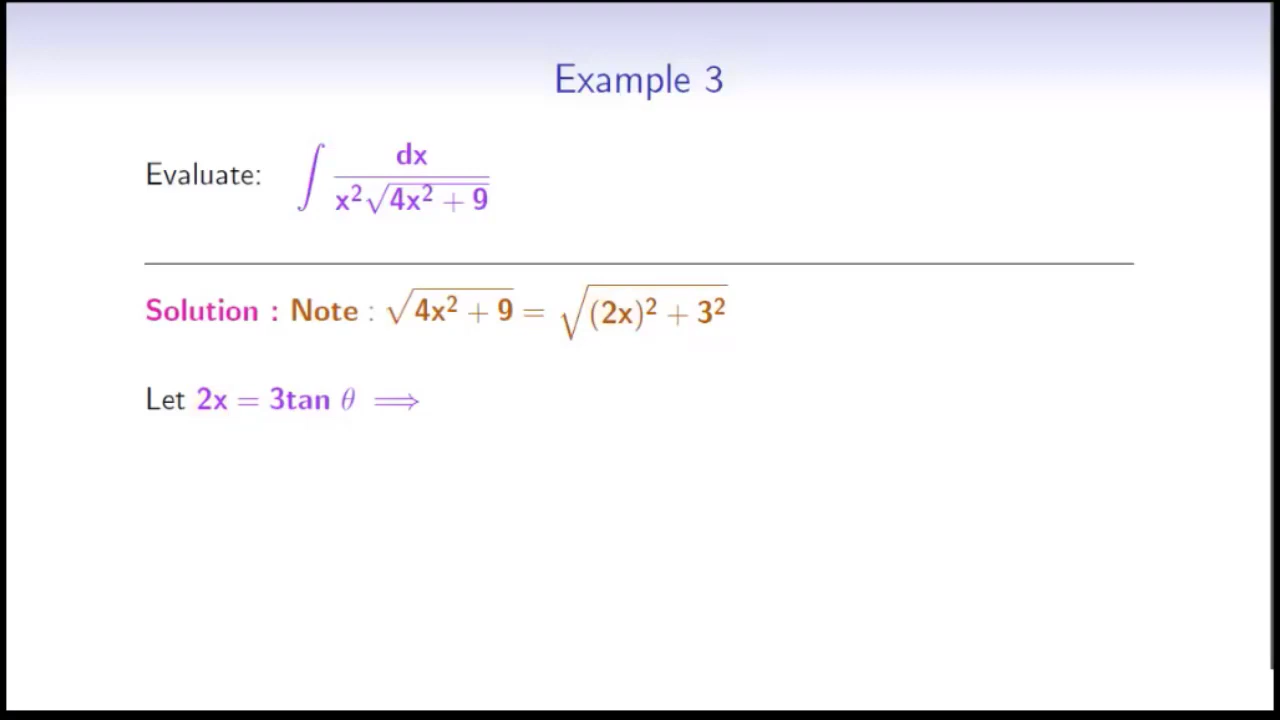 Example 3
Evaluate: ∫ dx / x²√(4x² + 9)
Solution : Note : √(4x² + 9) = √((2x)² + 3²)
Let 2x = 3tan θ ⟹